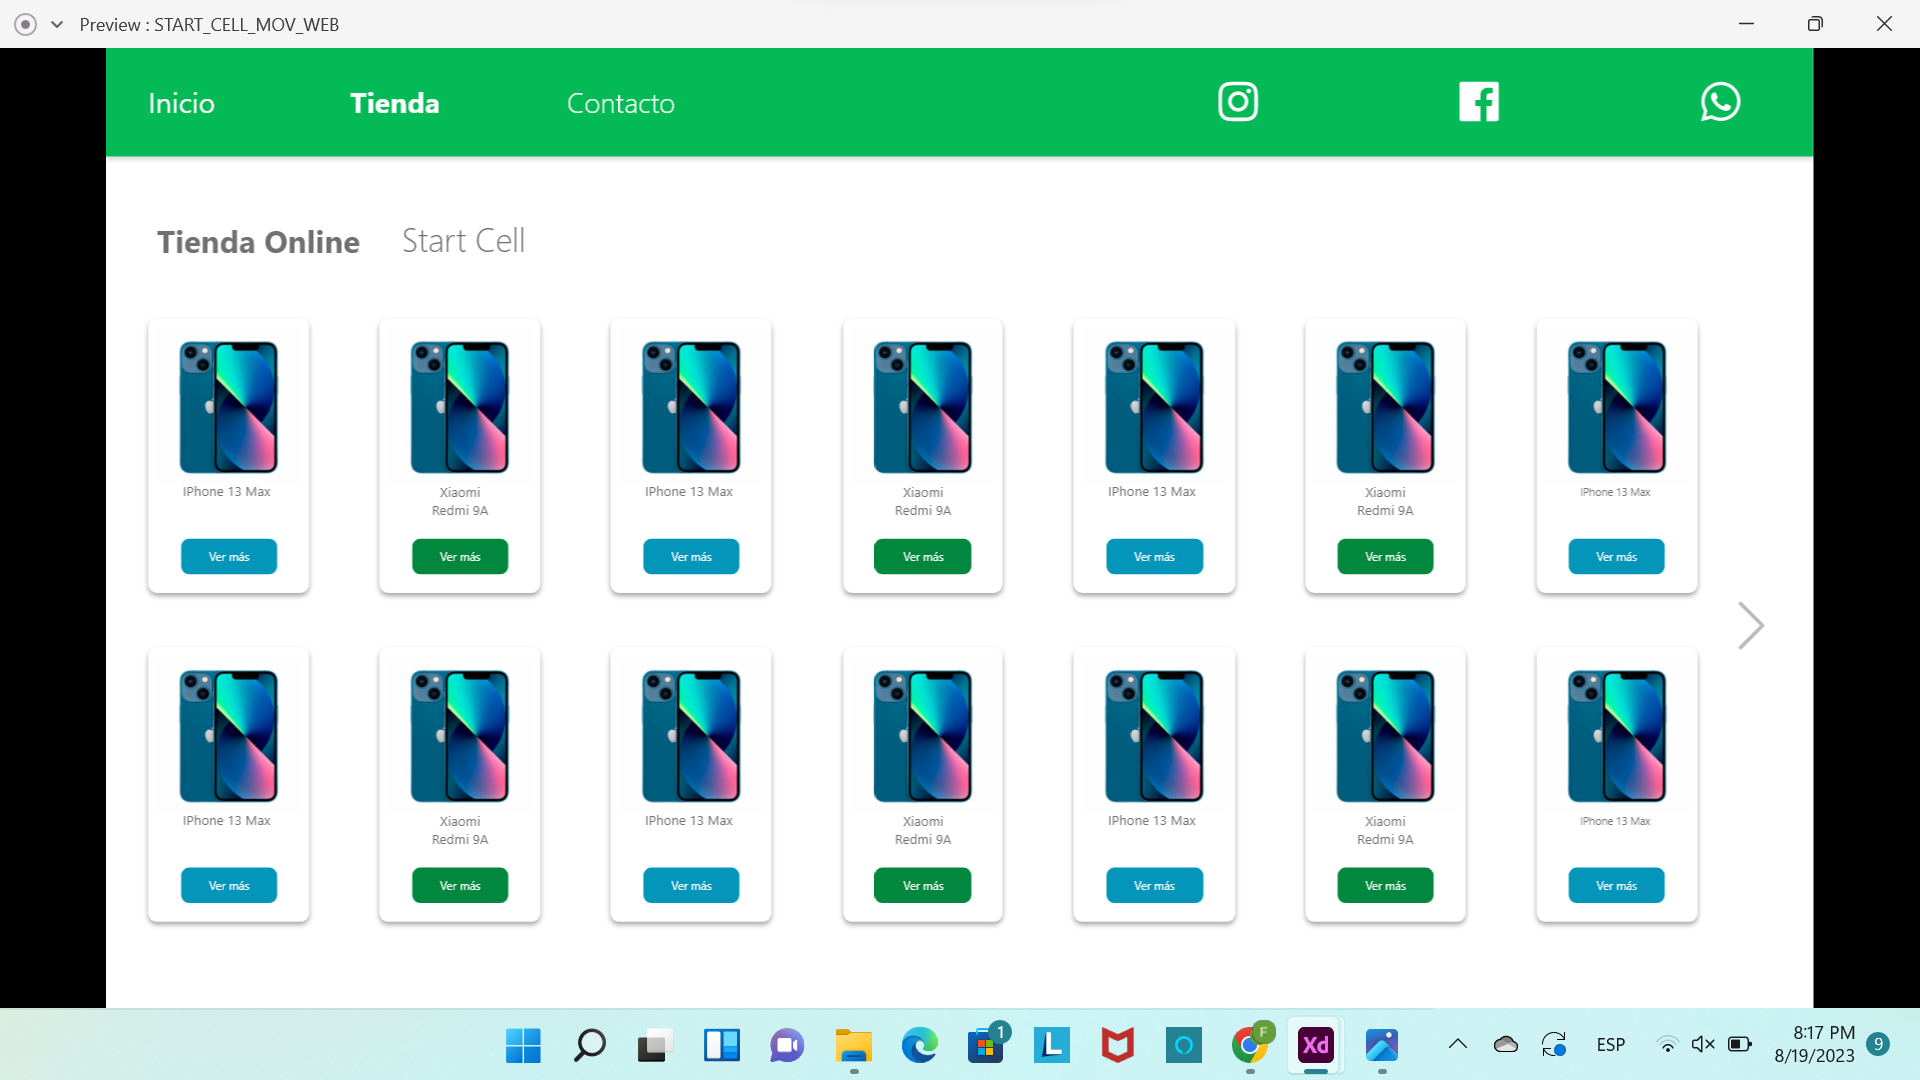 Preview : START_CELL_MOV_WEB
Inicio Tienda Contacto
Tienda Online Start Cell
IPhone 13 Max
Ver más
Xiaomi
Redmi 9A
Ver más
IPhone 13 Max
Ver más
Xiaomi
Redmi 9A
Ver más
IPhone 13 Max
Ver más
Xiaomi
Redmi 9A
Ver más
IPhone 13 Max
Ver más
IPhone 13 Max
Ver más
Xiaomi
Redmi 9A
Ver más
IPhone 13 Max
Ver más
Xiaomi
Redmi 9A
Ver más
IPhone 13 Max
Ver más
Xiaomi
Redmi 9A
Ver más
IPhone 13 Max
Ver más
1
L
F
Xd
ESP
8:17 PM
8/19/2023
9